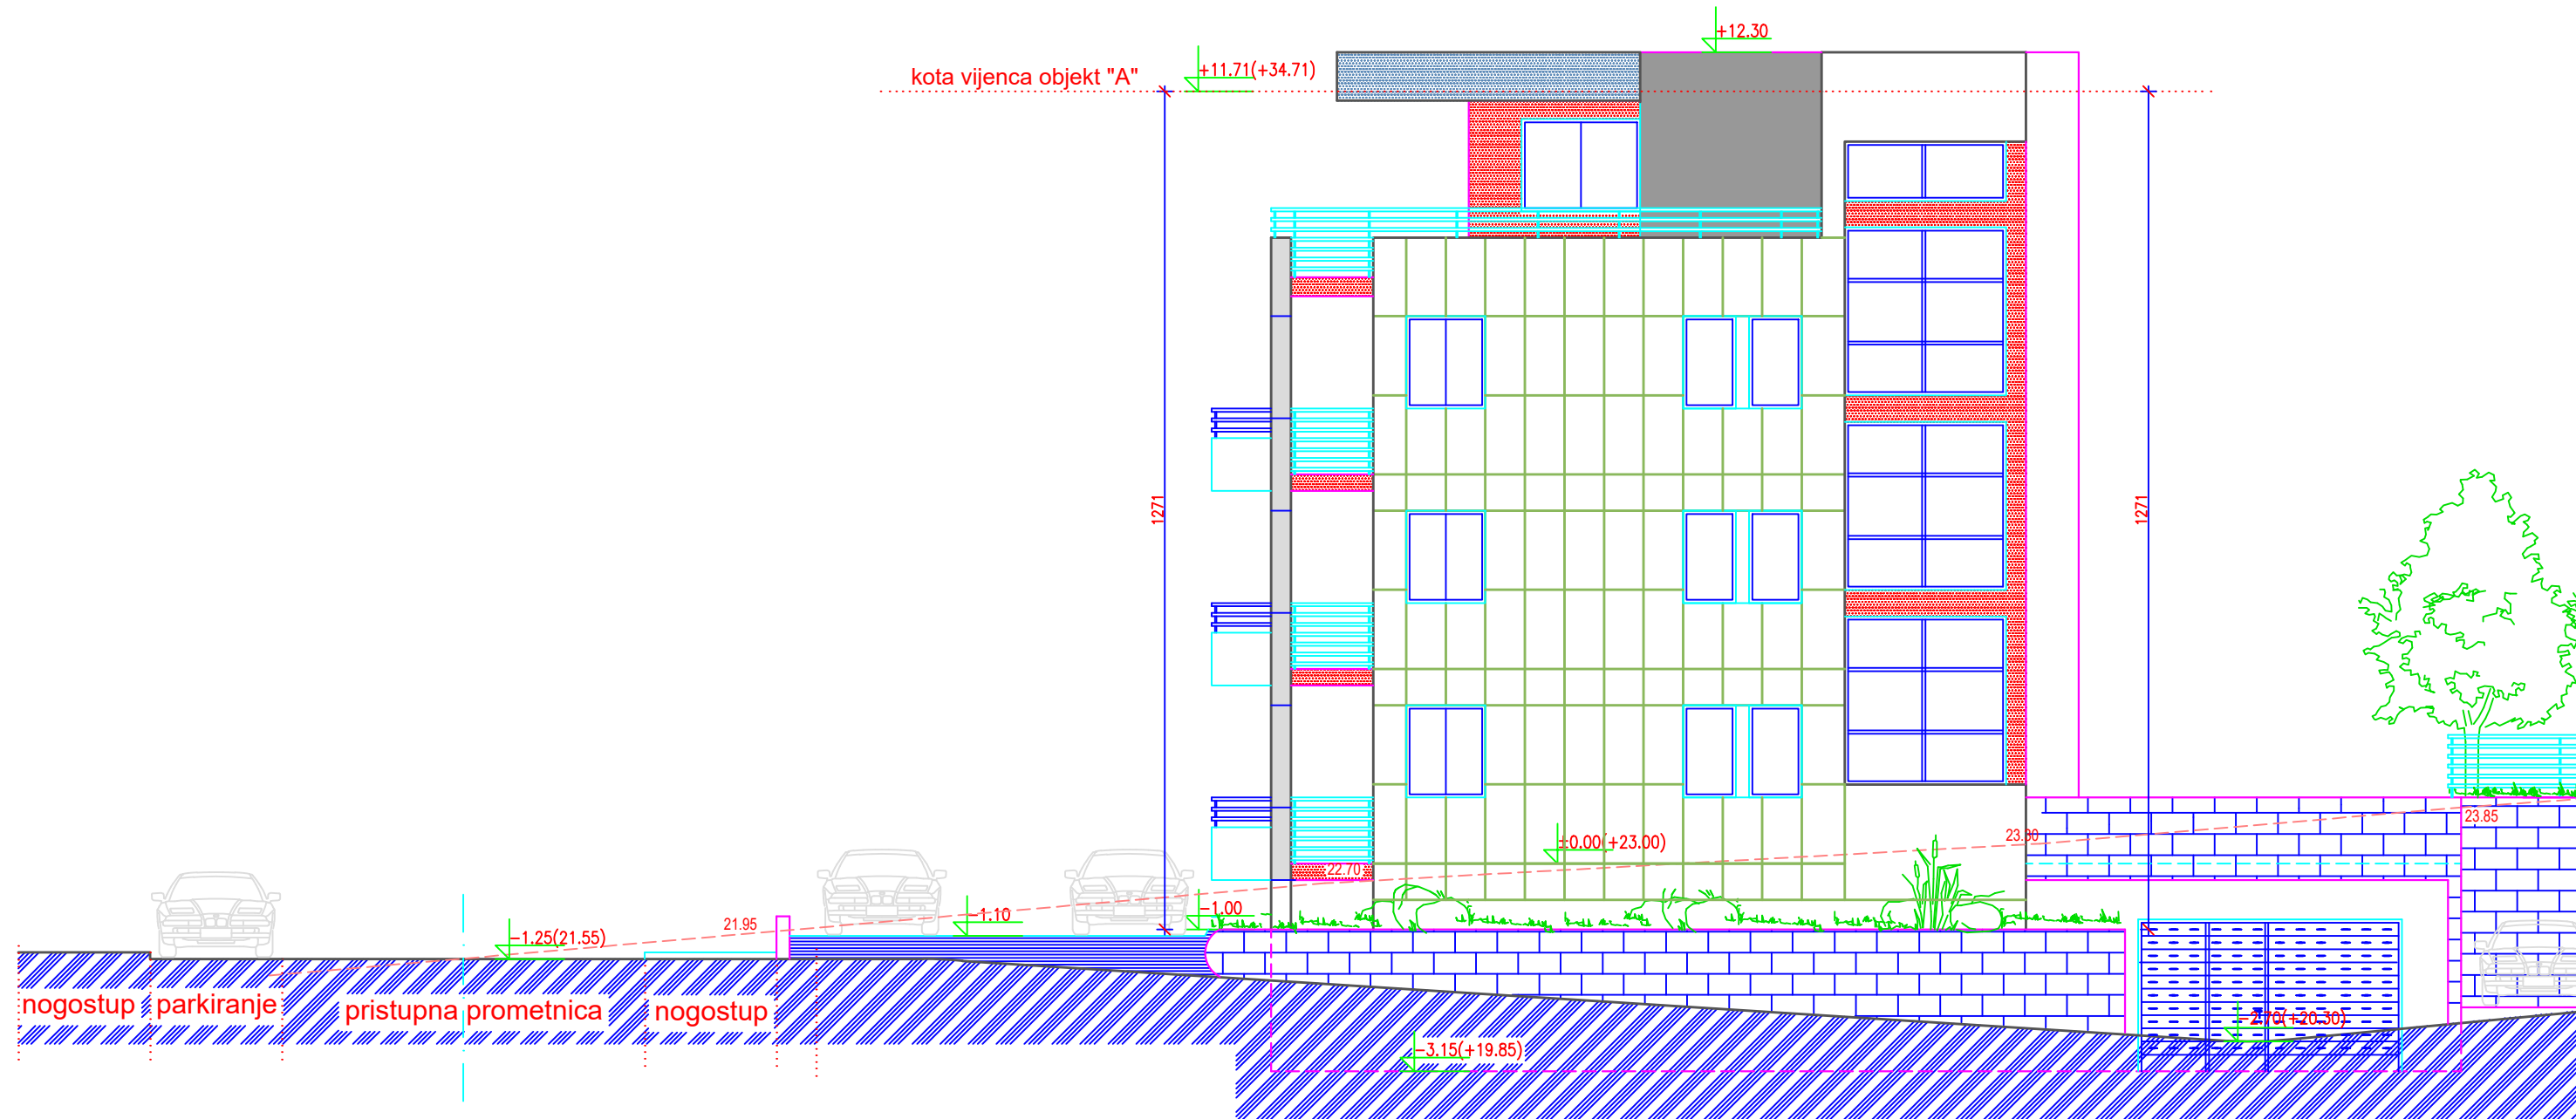 +12.30
kota vijenca objekt "A"
+11.71(+34.71)
1271
1271
±0.00(+23.00)
23.80
23.85
22.70
-1.00
-1.10
21.95
-1.25(21.55)
nogostup
parkiranje
pristupna prometnica
nogostup
-2.70(+20.30)
-3.15(+19.85)